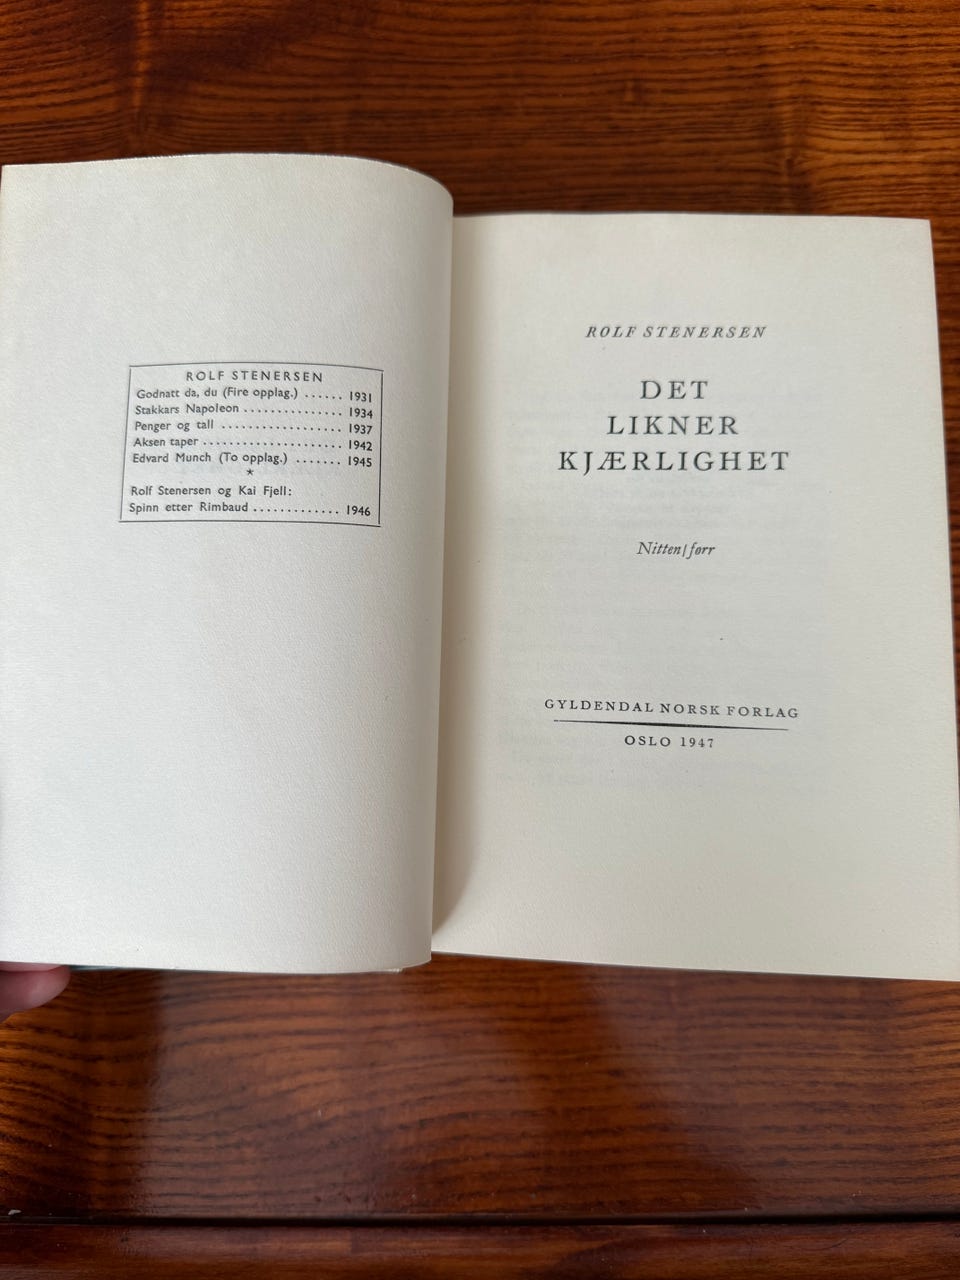 ROLF STENERSEN
Godnatt da, du (Fire opplag.) ...... 1931
Stakkars Napoleon .............. 1934
Penger og tall .................. 1937
Aksen taper ..................... 1942
Edvard Munch (To opplag.) ....... 1945
*
Rolf Stenersen og Kai Fjell:
Spinn etter Rimbaud ............. 1946
ROLF STENERSEN
DET
LIKNER
KJÆRLIGHET
Nitten|førr
GYLDENDAL NORSK FORLAG
OSLO 1947